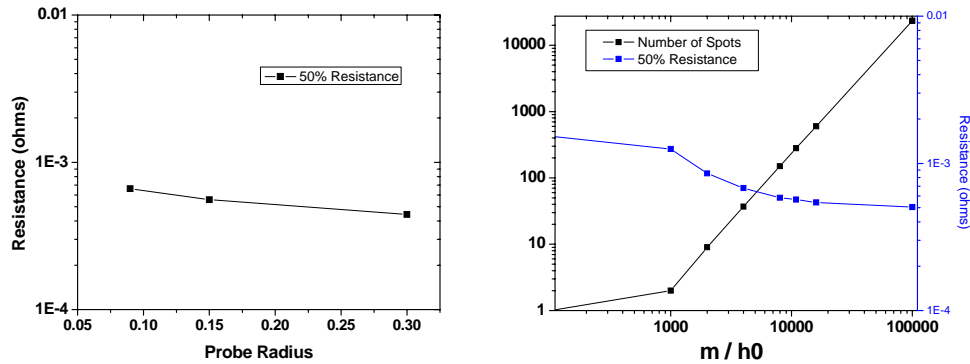 0.01
1E-3
1E-4
Resistance (ohms)
50% Resistance
0.05 0.10 0.15 0.20 0.25 0.30
Probe Radius
10000
1000
100
10
1
Number of Spots
50% Resistance
0.01
1E-3
1E-4
Resistance (ohms)
1000 10000 100000
m / h0